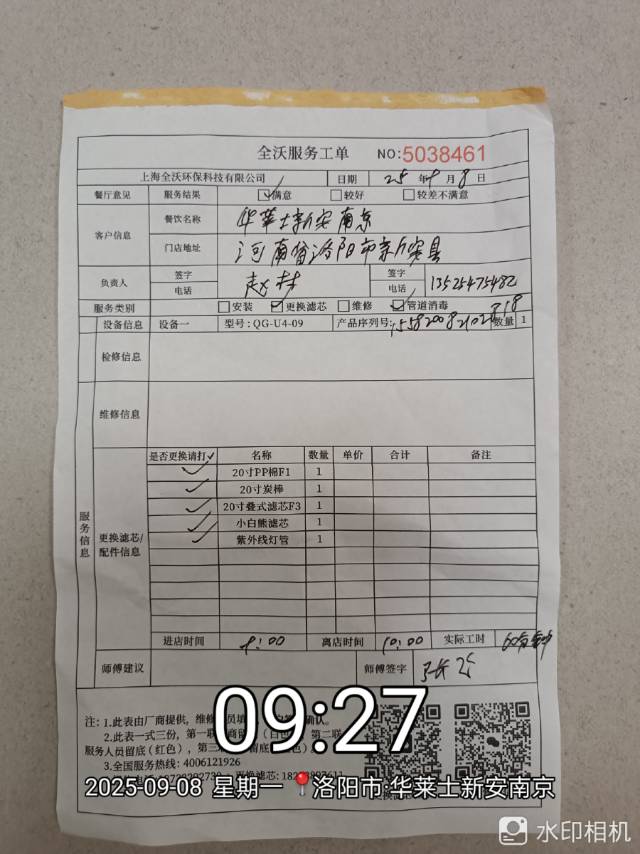 全沃服务工单 NO:5038461
上海全沃环保科技有限公司 日期 25 年 9 月 8 日
餐厅意见 服务结果 ☑满意 □较好 □较差不满意
客户信息 餐饮名称 华莱士新安南京
门店地址 河南省洛阳市新安县
负责人 签字 电话 赵林 签字 电话 13525475482
服务类别 □安装 ☑更换滤芯 □维修 ☑管道消毒
设备信息 设备一 型号: QG-U4-09 产品序列号: 数量 1
检修信息
维修信息
服务信息
更换滤芯/配件信息
是否更换请打✓ 名称 数量 单价 合计 备注
✓ 20寸PP棉F1 1
✓ 20寸炭棒 1
✓ 20寸叠式滤芯F3 1
✓ 小白熊滤芯 1
✓ 紫外线灯管 1
进店时间 9:00 离店时间 10:00 实际工时 60分钟
师傅建议 师傅签字 张
注: 1.此表由厂商提供, 维修
2.此表一式三份, 第一联
服务人员留底(红色), 第三
3.全国服务热线: 4006121926
09:27
2025-09-08 星期一 洛阳市·华莱士新安南京
水印相机